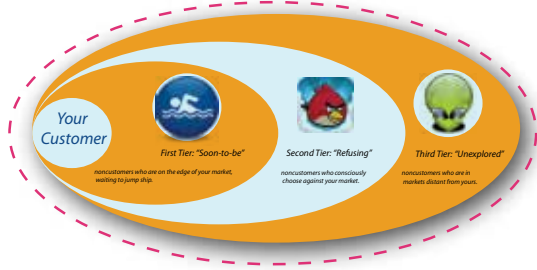 Your
Customer
First Tier: “Soon-to-be”
noncustomers who are on the edge of your market,
waiting to jump ship.
Second Tier: “Refusing”
noncustomers who consciously
choose against your market.
Third Tier: “Unexplored”
noncustomers who are in
markets distant from yours.